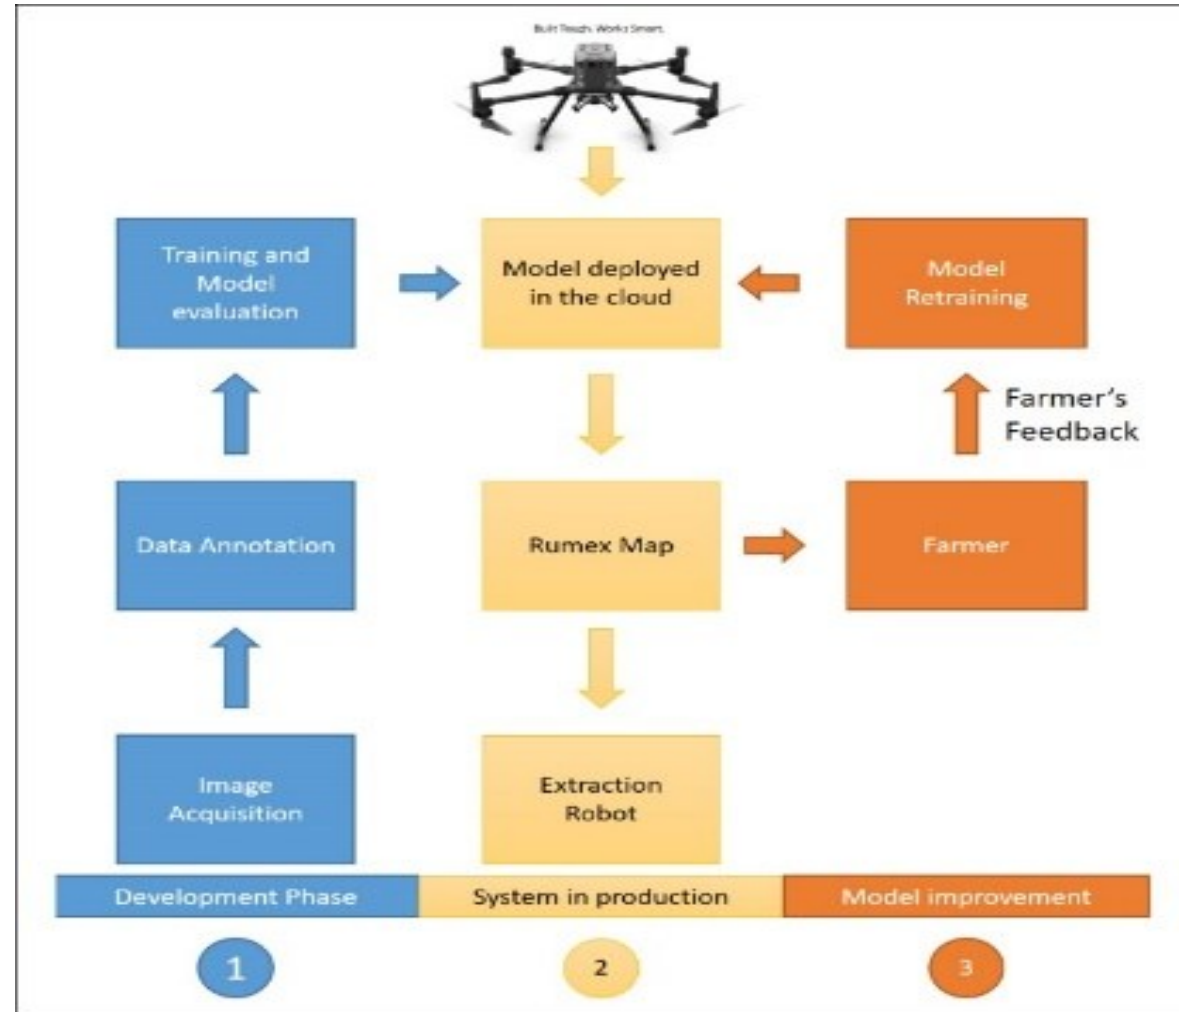 Built Tough. Works Smart.
Training and
Model
evaluation
Model deployed
in the cloud
Model
Retraining
Farmer's
Feedback
Data Annotation
Rumex Map
Farmer
Image
Acquisition
Extraction
Robot
Development Phase
System in production
Model improvement
1
2
3